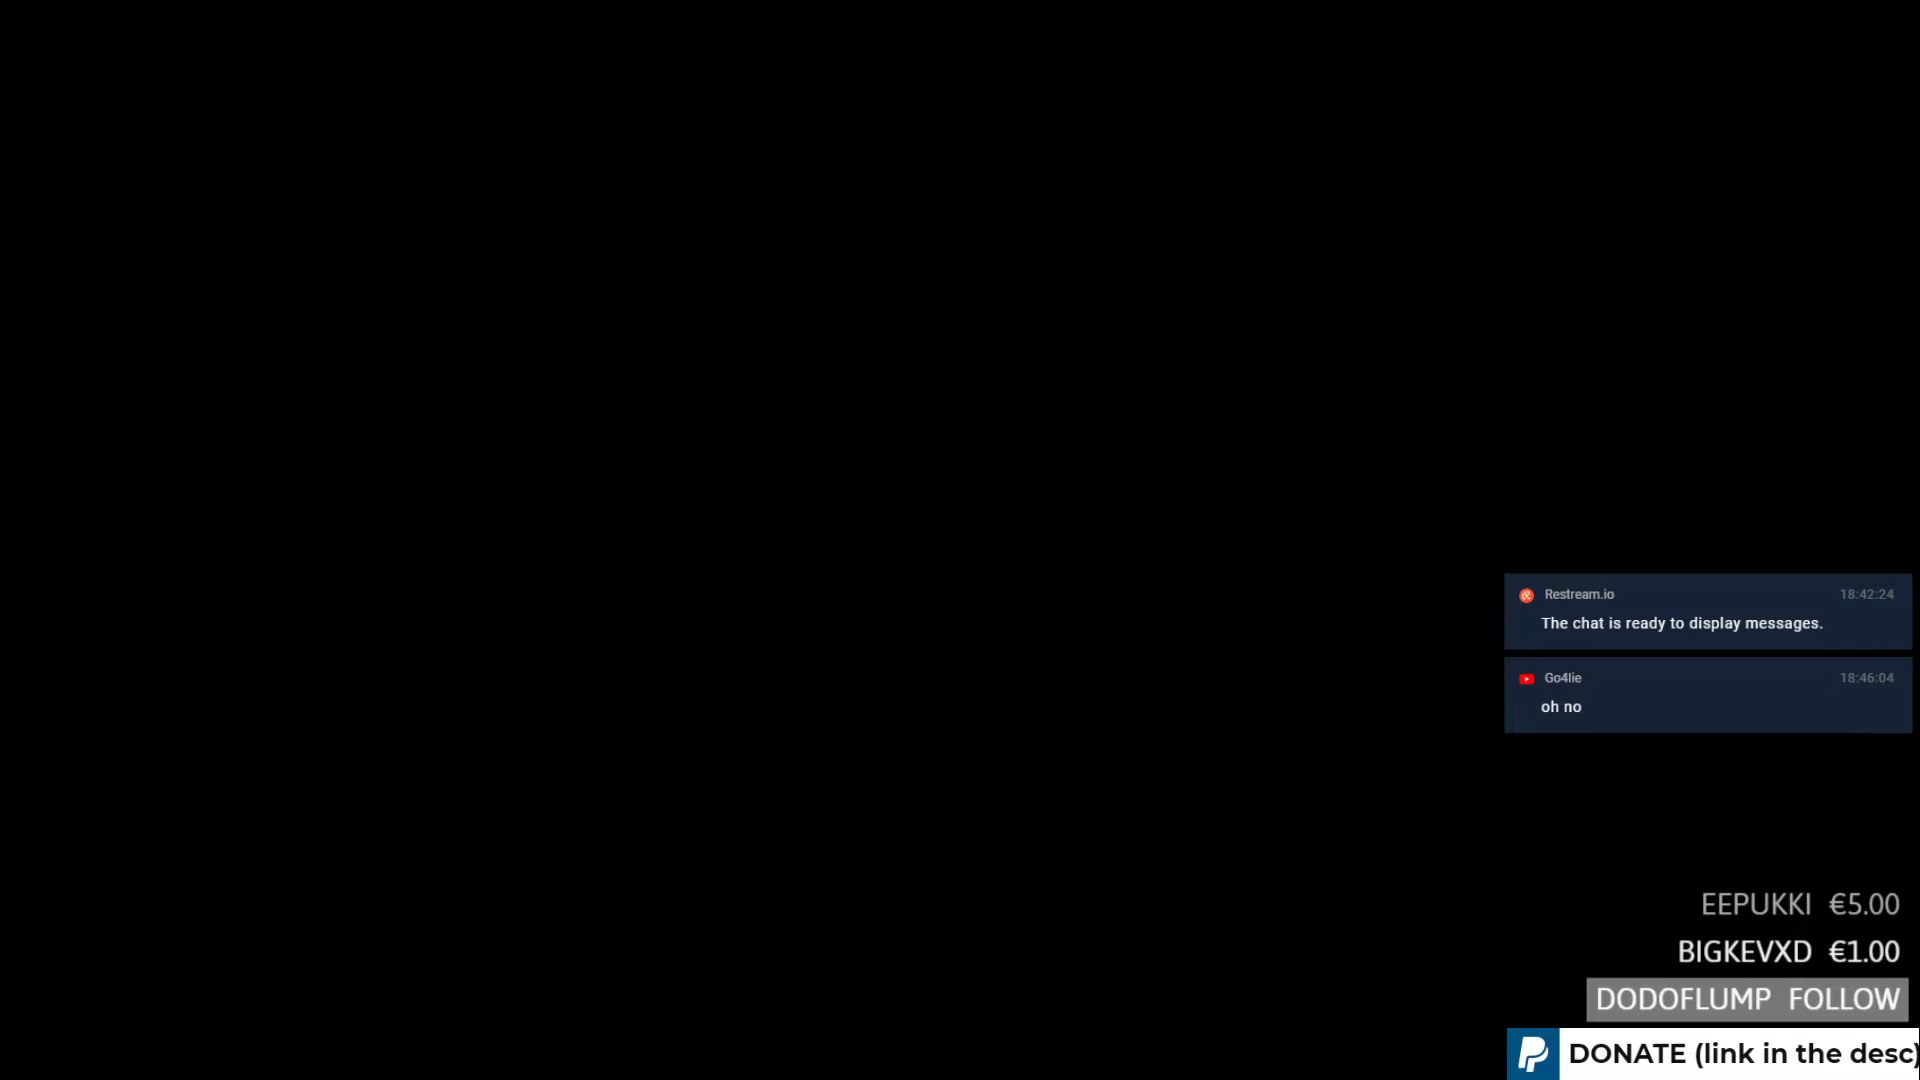 Restream.io 18:42:24
The chat is ready to display messages.
Go4lie 18:46:04
oh no
EEPUKKI €5.00
BIGKEVXD €1.00
DODOFLUMP FOLLOW
DONATE (link in the desc)